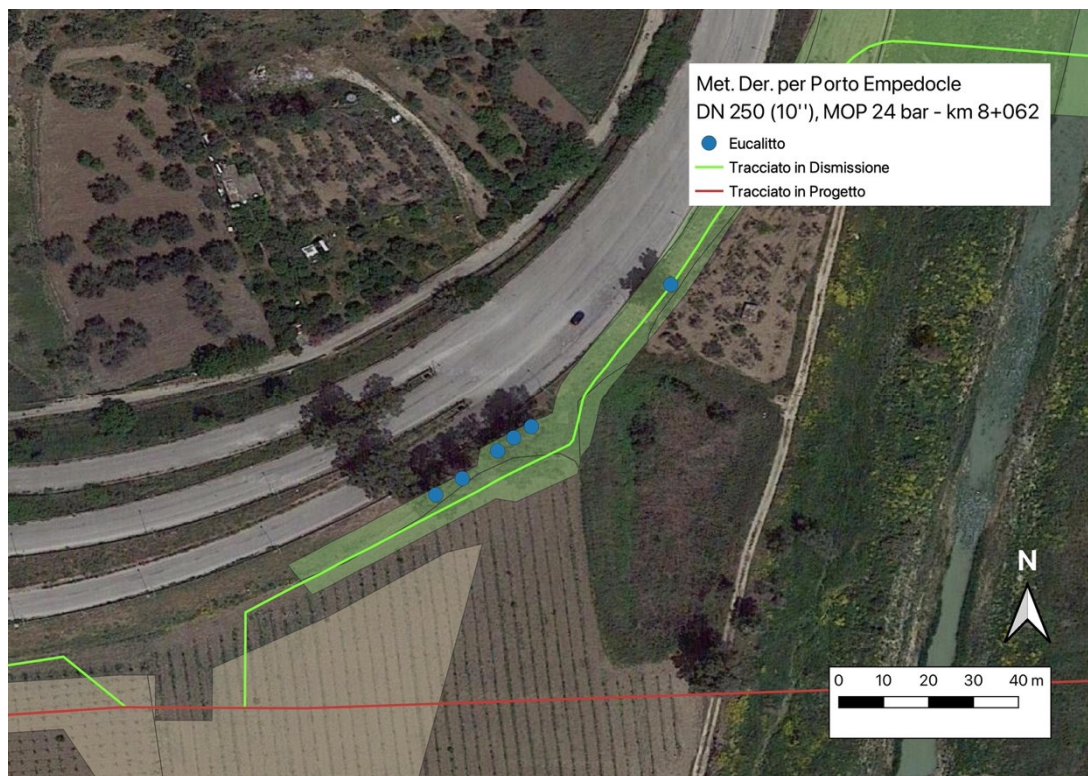 Met. Der. per Porto Empedocle
DN 250 (10''), MOP 24 bar - km 8+062
Eucalitto
Tracciato in Dismissione
Tracciato in Progetto
N
0 10 20 30 40 m